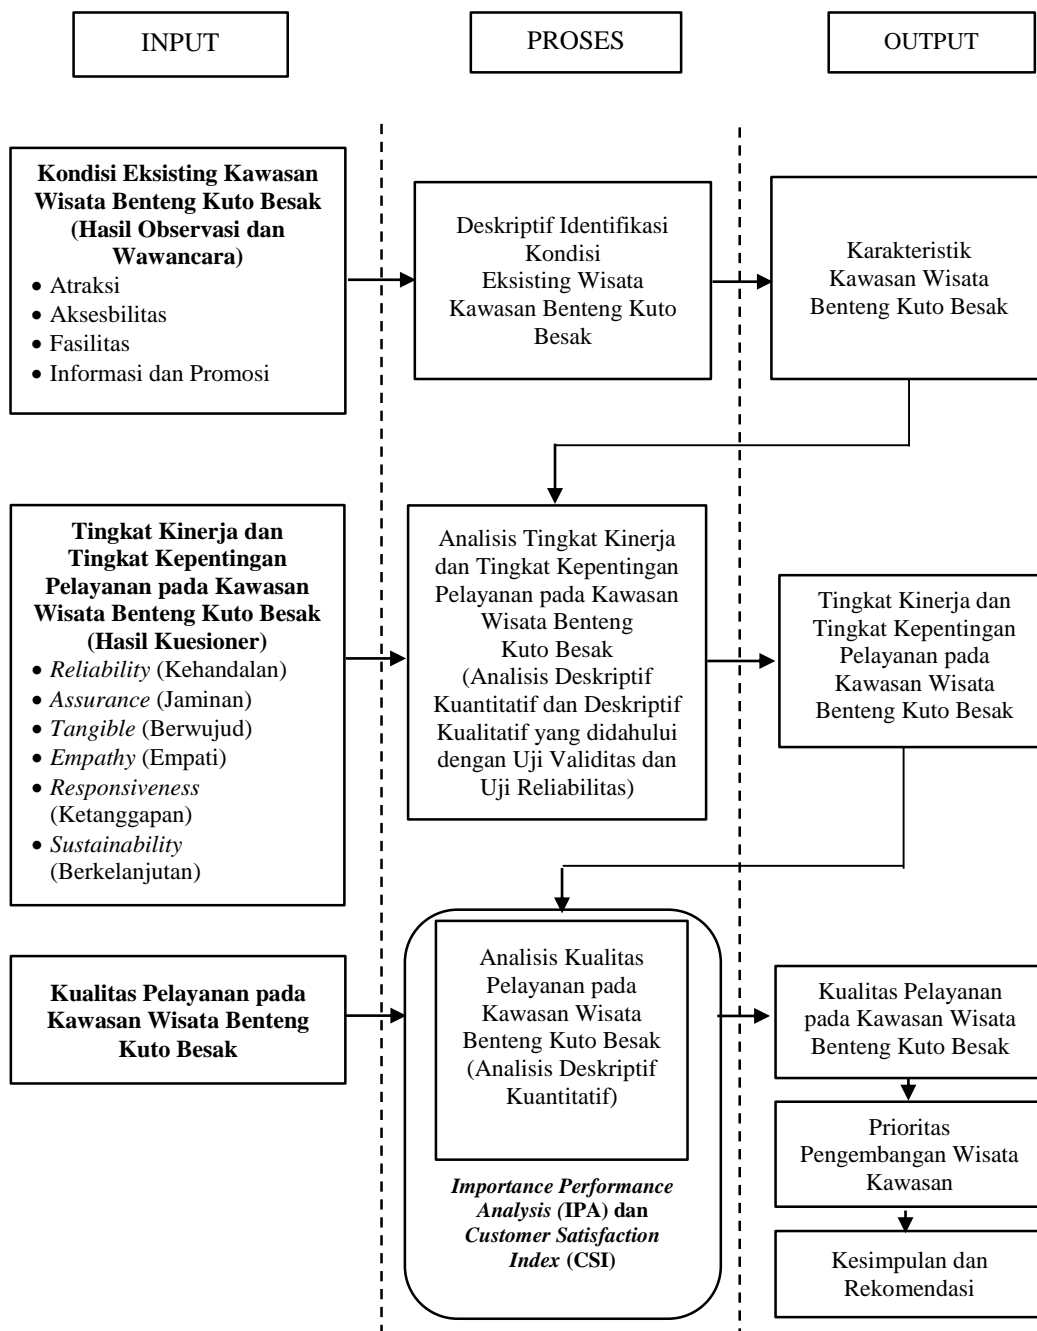 INPUT
PROSES
OUTPUT
Kondisi Eksisting Kawasan
Wisata Benteng Kuto Besak
(Hasil Observasi dan
Wawancara)
• Atraksi
• Aksesbilitas
• Fasilitas
• Informasi dan Promosi
Deskriptif Identifikasi
Kondisi
Eksisting Wisata
Kawasan Benteng Kuto
Besak
Karakteristik
Kawasan Wisata
Benteng Kuto Besak
Tingkat Kinerja dan
Tingkat Kepentingan
Pelayanan pada Kawasan
Wisata Benteng Kuto Besak
(Hasil Kuesioner)
• Reliability (Kehandalan)
• Assurance (Jaminan)
• Tangible (Berwujud)
• Empathy (Empati)
• Responsiveness
(Ketanggapan)
• Sustainability
(Berkelanjutan)
Analisis Tingkat Kinerja
dan Tingkat Kepentingan
Pelayanan pada Kawasan
Wisata Benteng
Kuto Besak
(Analisis Deskriptif
Kuantitatif dan Deskriptif
Kualitatif yang didahului
dengan Uji Validitas dan
Uji Reliabilitas)
Tingkat Kinerja dan
Tingkat Kepentingan
Pelayanan pada
Kawasan Wisata
Benteng Kuto Besak
Kualitas Pelayanan pada
Kawasan Wisata Benteng
Kuto Besak
Analisis Kualitas
Pelayanan pada
Kawasan Wisata
Benteng Kuto Besak
(Analisis Deskriptif
Kuantitatif)
Importance Performance
Analysis (IPA) dan
Customer Satisfaction
Index (CSI)
Kualitas Pelayanan
pada Kawasan Wisata
Benteng Kuto Besak
Prioritas
Pengembangan Wisata
Kawasan
Kesimpulan dan
Rekomendasi